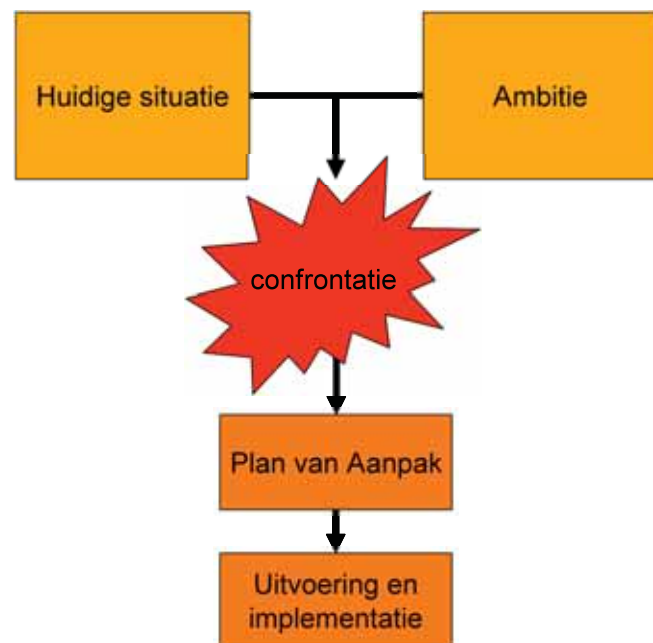 Huidige situatie
Ambitie
confrontatie
Plan van Aanpak
Uitvoering en
implementatie